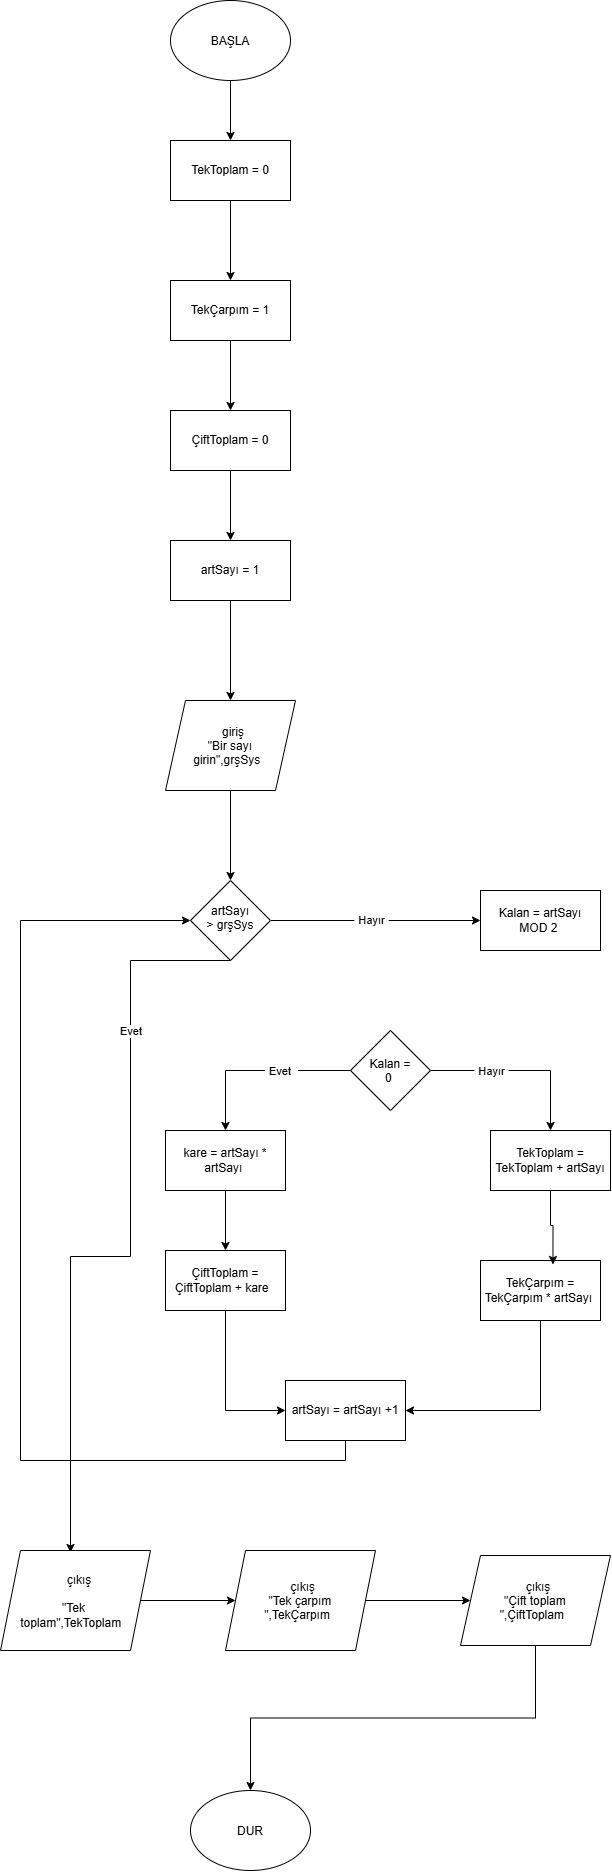 BAŞLA
TekToplam = 0
TekÇarpım = 1
ÇiftToplam = 0
artSayı = 1
giriş
"Bir sayı
girin",grşSys
artSayı
> grşSys
Hayır
Kalan = artSayı
MOD 2
Evet
Kalan =
0
Evet
Hayır
kare = artSayı *
artSayı
TekToplam =
TekToplam + artSayı
ÇiftToplam =
ÇiftToplam + kare
TekÇarpım =
TekÇarpım * artSayı
artSayı = artSayı +1
çıkış
"Tek
toplam",TekToplam
çıkış
"Tek çarpım
",TekÇarpım
çıkış
"Çift toplam
",ÇiftToplam
DUR